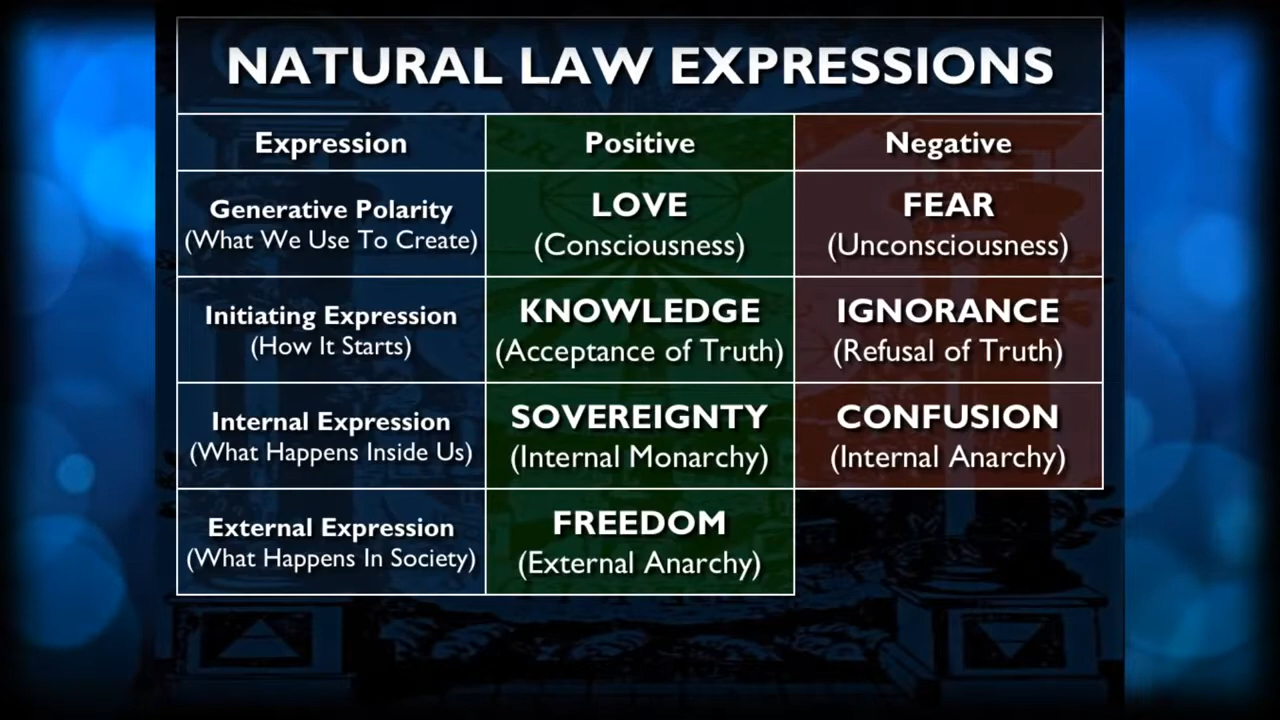 NATURAL LAW EXPRESSIONS
Expression
Positive
Negative
Generative Polarity
(What We Use To Create)
LOVE
(Consciousness)
FEAR
(Unconsciousness)
Initiating Expression
(How It Starts)
KNOWLEDGE
(Acceptance of Truth)
IGNORANCE
(Refusal of Truth)
Internal Expression
(What Happens Inside Us)
SOVEREIGNTY
(Internal Monarchy)
CONFUSION
(Internal Anarchy)
External Expression
(What Happens In Society)
FREEDOM
(External Anarchy)